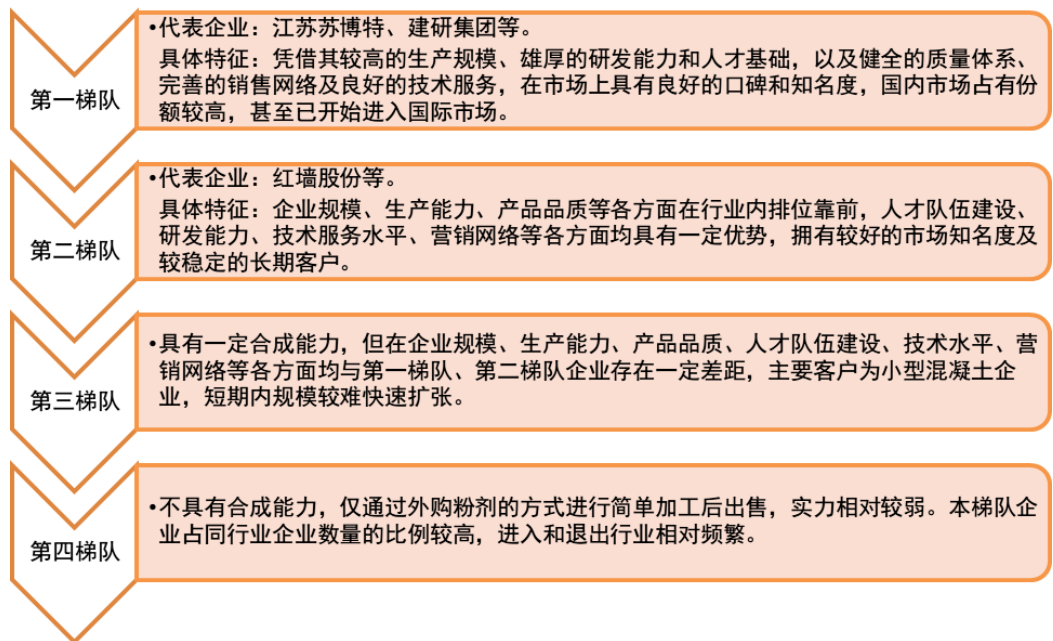 •代表企业：江苏苏博特、建研集团等。
具体特征：凭借其较高的生产规模、雄厚的研发能力和人才基础，以及健全的质量体系、
完善的销售网络及良好的技术服务，在市场上具有良好的口碑和知名度，国内市场占有份
额较高，甚至已开始进入国际市场。
第一梯队
•代表企业：红墙股份等。
具体特征：企业规模、生产能力、产品品质等各方面在行业内排位靠前，人才队伍建设、
研发能力、技术服务水平、营销网络等各方面均具有一定优势，拥有较好的市场知名度及
较稳定的长期客户。
第二梯队
•具有一定合成能力，但在企业规模、生产能力、产品品质、人才队伍建设、技术水平、营
销网络等各方面均与第一梯队、第二梯队企业存在一定差距，主要客户为小型混凝土企
业，短期内规模较难快速扩张。
第三梯队
•不具有合成能力，仅通过外购粉剂的方式进行简单加工后出售，实力相对较弱。本梯队企
业占同行业企业数量的比例较高，进入和退出行业相对频繁。
第四梯队